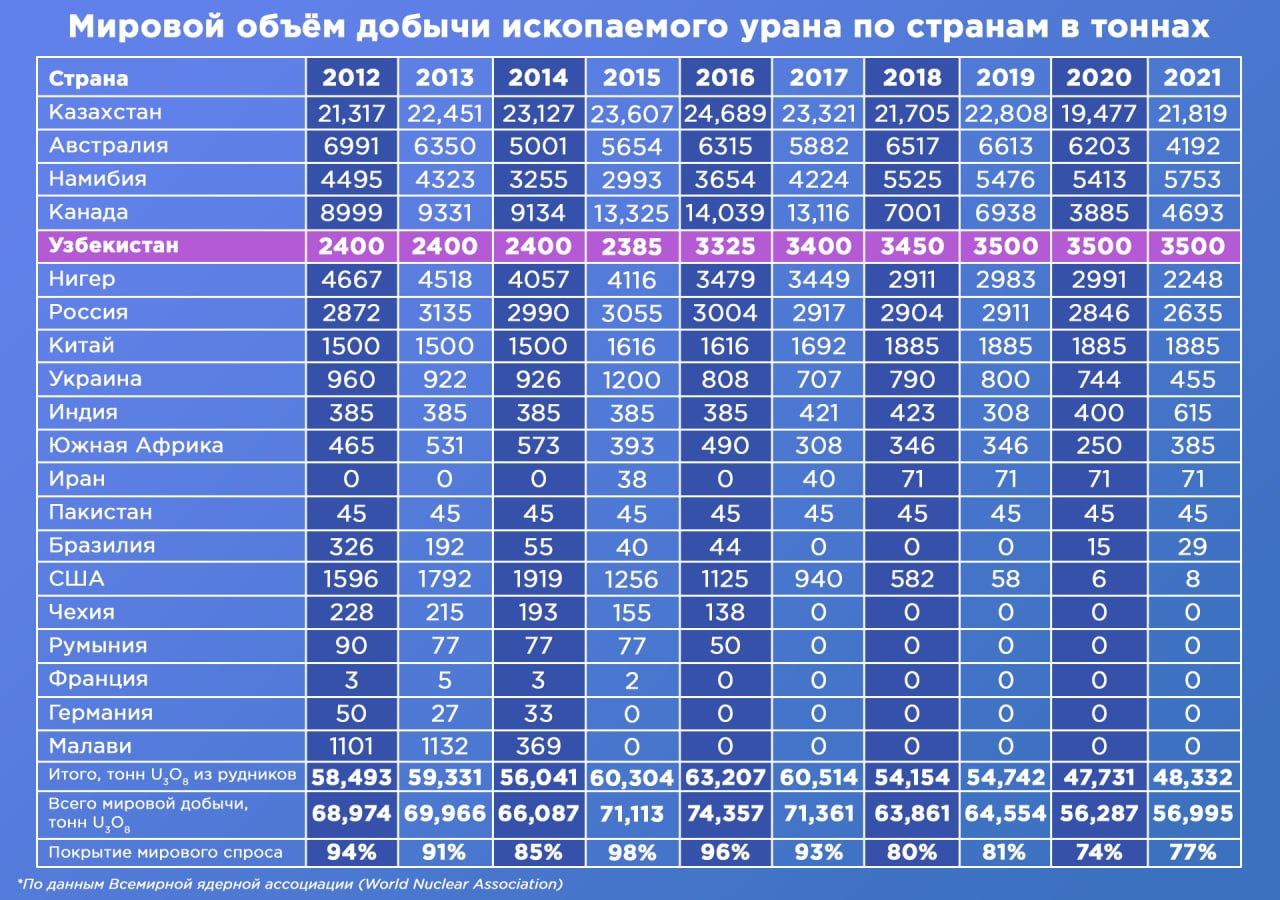 Мировой объём добычи ископаемого урана по странам в тоннах
Страна 2012 2013 2014 2015 2016 2017 2018 2019 2020 2021
Казахстан 21,317 22,451 23,127 23,607 24,689 23,321 21,705 22,808 19,477 21,819
Австралия 6991 6350 5001 5654 6315 5882 6517 6613 6203 4192
Намибия 4495 4323 3255 2993 3654 4224 5525 5476 5413 5753
Канада 8999 9331 9134 13,325 14,039 13,116 7001 6938 3885 4693
Узбекистан 2400 2400 2400 2385 3325 3400 3450 3500 3500 3500
Нигер 4667 4518 4057 4116 3479 3449 2911 2983 2991 2248
Россия 2872 3135 2990 3055 3004 2917 2904 2911 2846 2635
Китай 1500 1500 1500 1616 1616 1692 1885 1885 1885 1885
Украина 960 922 926 1200 808 707 790 800 744 455
Индия 385 385 385 385 385 421 423 308 400 615
Южная Африка 465 531 573 393 490 308 346 346 250 385
Иран 0 0 0 38 0 40 71 71 71 71
Пакистан 45 45 45 45 45 45 45 45 45 45
Бразилия 326 192 55 40 44 0 0 0 15 29
США 1596 1792 1919 1256 1125 940 582 58 6 8
Чехия 228 215 193 155 138 0 0 0 0 0
Румыния 90 77 77 77 50 0 0 0 0 0
Франция 3 5 3 2 0 0 0 0 0 0
Германия 50 27 33 0 0 0 0 0 0 0
Малави 1101 1132 369 0 0 0 0 0 0 0
Итого, тонн U₃O₈ из рудников 58,493 59,331 56,041 60,304 63,207 60,514 54,154 54,742 47,731 48,332
Всего мировой добычи,
тонн U₃O₈ 68,974 69,966 66,087 71,113 74,357 71,361 63,861 64,554 56,287 56,995
Покрытие мирового спроса 94% 91% 85% 98% 96% 93% 80% 81% 74% 77%
*По данным Всемирной ядерной ассоциации (World Nuclear Association)